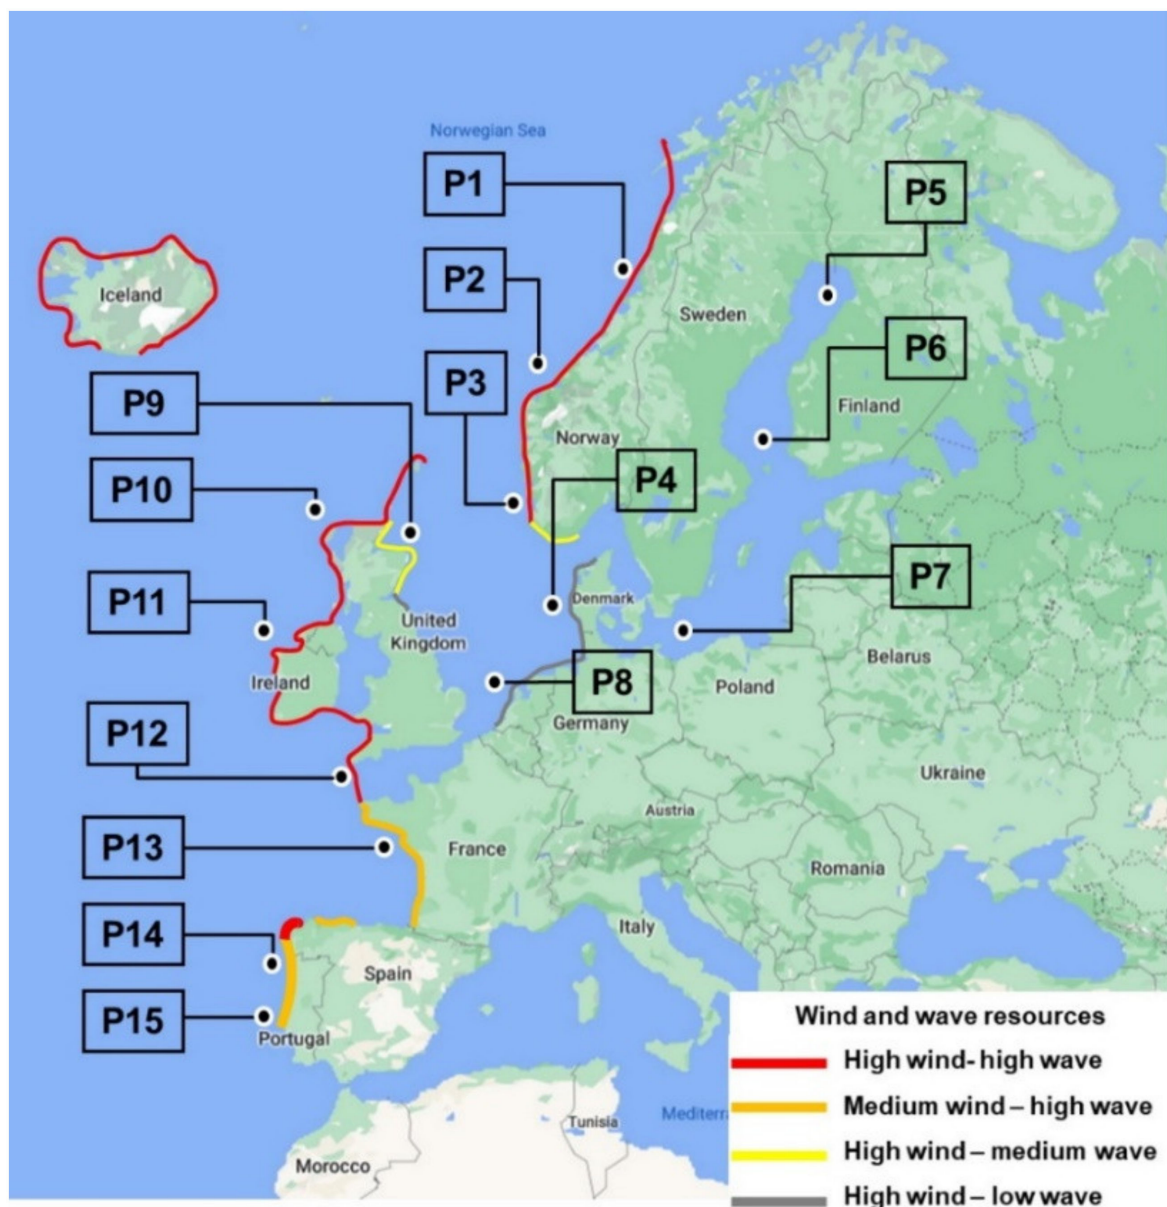 Norwegian Sea
P1
P5
P2
Iceland
Sweden
P6
P3
P9
Finland
Norway
P10
P4
P7
P11
Denmark
United
Kingdom
Belarus
Ireland
P8
Poland
Germany
P12
Ukraine
Austria
P13
France
Romania
P14
Italy
Spain
P15
Portugal
Wind and wave resources
High wind- high wave
Medium wind – high wave
High wind – medium wave
High wind – low wave
Tunisia
Morocco